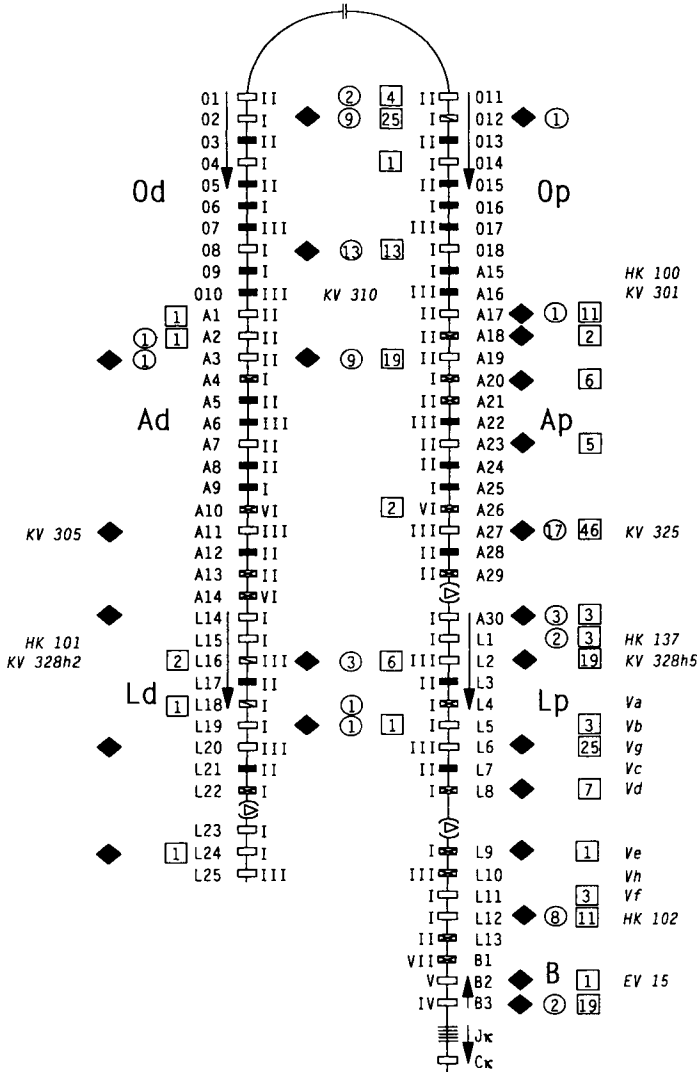 O1 II ② 4 II O11
O2 I ⑨ 25 I O12 ①
O3 II II O13
O4 I 1 I O14
O5 II II O15
Od Op
O6 I I O16
O7 III III O17
O8 I ⑬ 13 I O18
O9 I I A15 HK 100
O10 III KV 310 III A16 KV 301
1 A1 II II A17 ① 11
① 1 A2 II II A18 2
① A3 II ⑨ 19 II A19
A4 I I A20 6
A5 II II A21
Ad Ap
A6 III III A22
A7 II II A23 5
A8 II II A24
A9 I I A25
A10 VI 2 VI A26
KV 305 A11 III III A27 ⑰ 46 KV 325
A12 II II A28
A13 II II A29
A14 VI
L14 I I A30 ③ 3
HK 101 L15 I I L1 ② 3 HK 137
KV 328h2 2 L16 III ③ 6 III L2 19 KV 328h5
L17 II II L3
Ld Lp
1 L18 I ① I L4 Va
L19 I ① 1 I L5 3 Vb
L20 III III L6 25 Vg
L21 II II L7 Vc
L22 I I L8 7 Vd
L23 I
1 L24 I I L9 1 Ve
L25 III III L10 Vh
I L11 3 Vf
I L12 ⑧ 11 HK 102
II L13
VII B1
V B2 B 1 EV 15
IV B3 ② 19
Jκ
Cκ